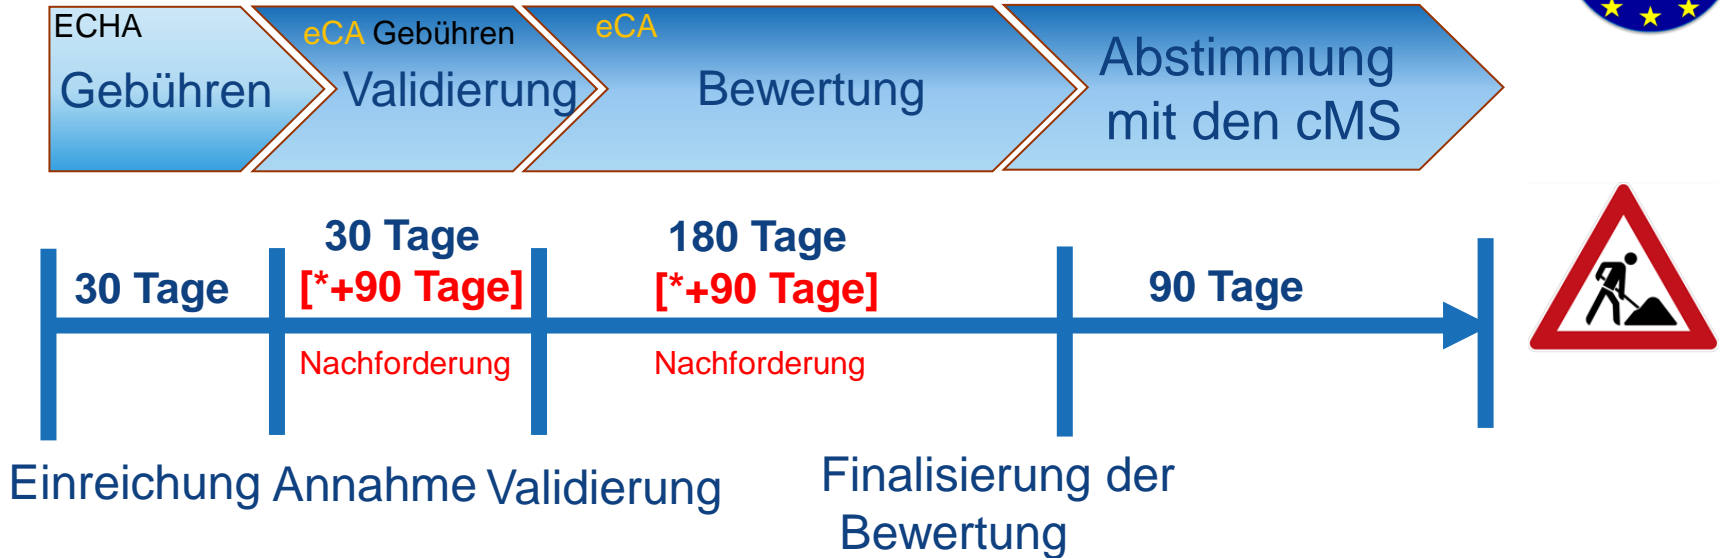 ECHA
Gebühren
eCA Gebühren
Validierung
eCA
Bewertung
Abstimmung
mit den cMS
30 Tage
30 Tage
[*+90 Tage]
Nachforderung
180 Tage
[*+90 Tage]
Nachforderung
90 Tage
Einreichung
Annahme
Validierung
Finalisierung der
Bewertung